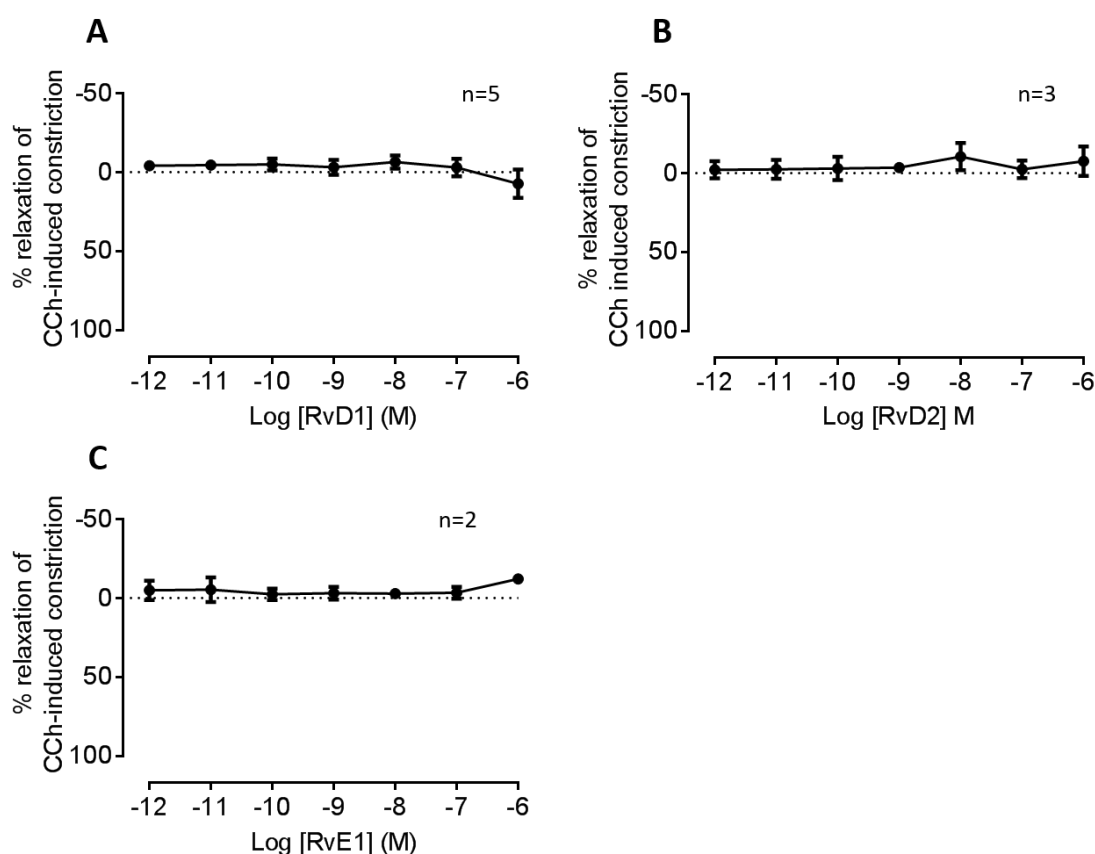 A
% relaxation of
CCh-induced constriction
-50
0
50
100
n=5
-12 -11 -10 -9 -8 -7 -6
Log [RvD1] (M)
B
% relaxation of
CCh induced constriction
-50
0
50
100
n=3
-12 -11 -10 -9 -8 -7 -6
Log [RvD2] M
C
% relaxation of
CCh-induced constriction
-50
0
50
100
n=2
-12 -11 -10 -9 -8 -7 -6
Log [RvE1] (M)